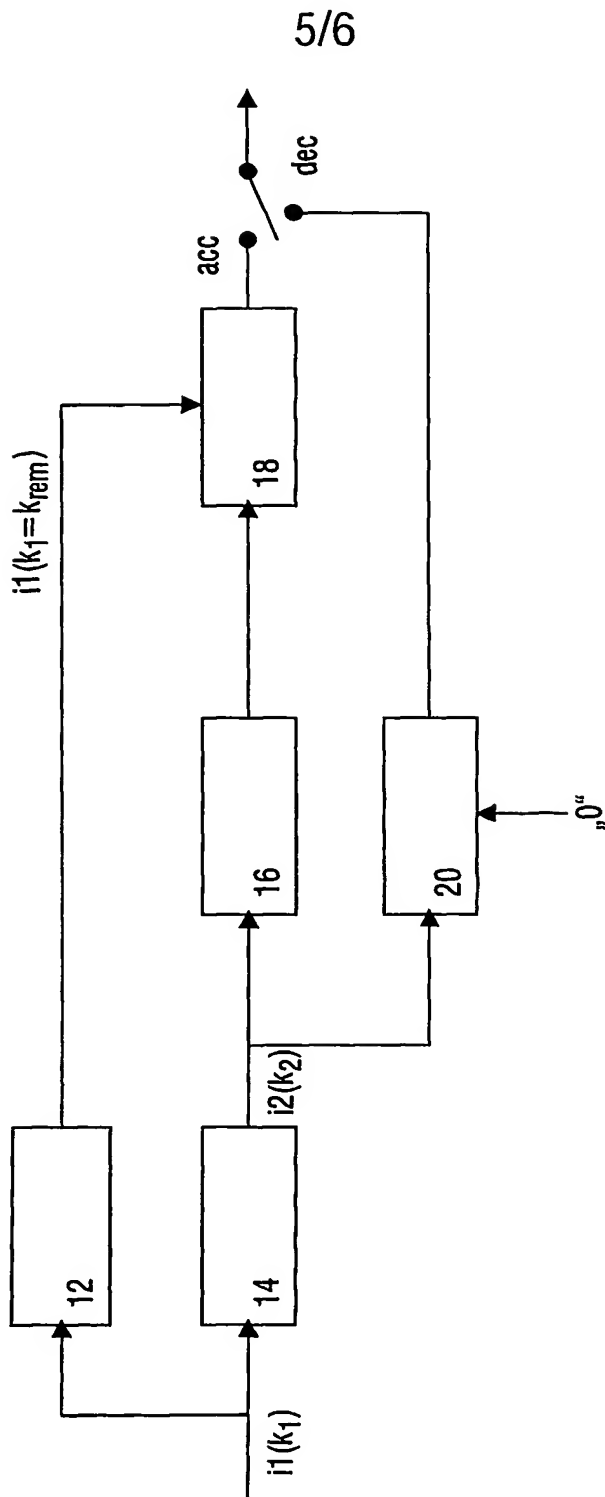 5/6
i1(k₁)
12
14
i2(k₂)
i1(k₁=kᵣₑₘ)
16
20
„0“
18
acc
dec